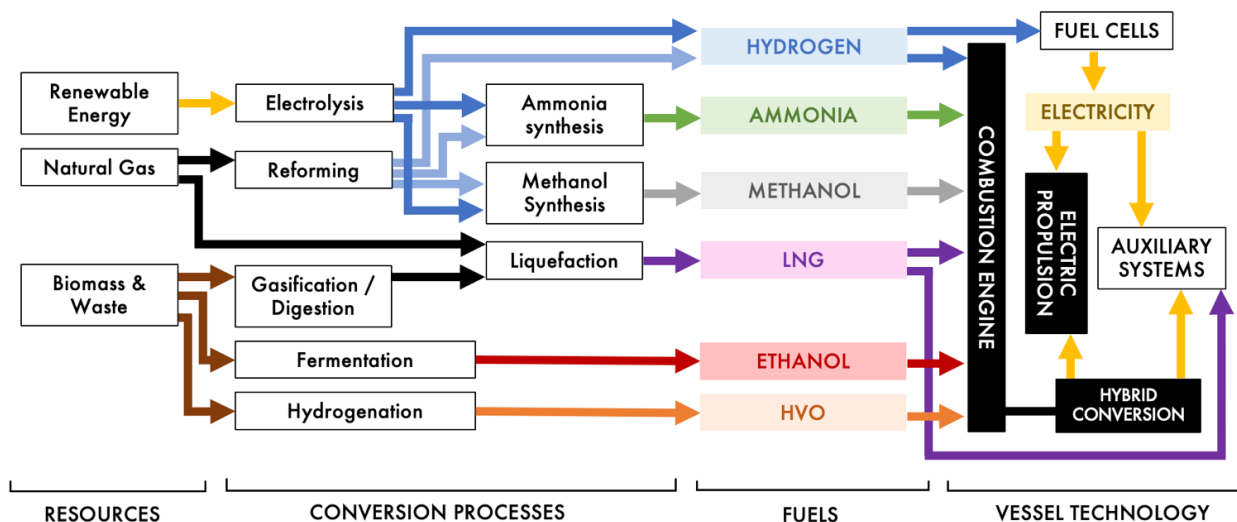 Renewable
Energy
Natural Gas
Biomass &
Waste
Electrolysis
Reforming
Gasification /
Digestion
Fermentation
Hydrogenation
Ammonia
synthesis
Methanol
Synthesis
Liquefaction
HYDROGEN
AMMONIA
METHANOL
LNG
ETHANOL
HVO
COMBUSTION ENGINE
FUEL CELLS
ELECTRICITY
ELECTRIC
PROPULSION
AUXILIARY
SYSTEMS
HYBRID
CONVERSION
RESOURCES
CONVERSION PROCESSES
FUELS
VESSEL TECHNOLOGY